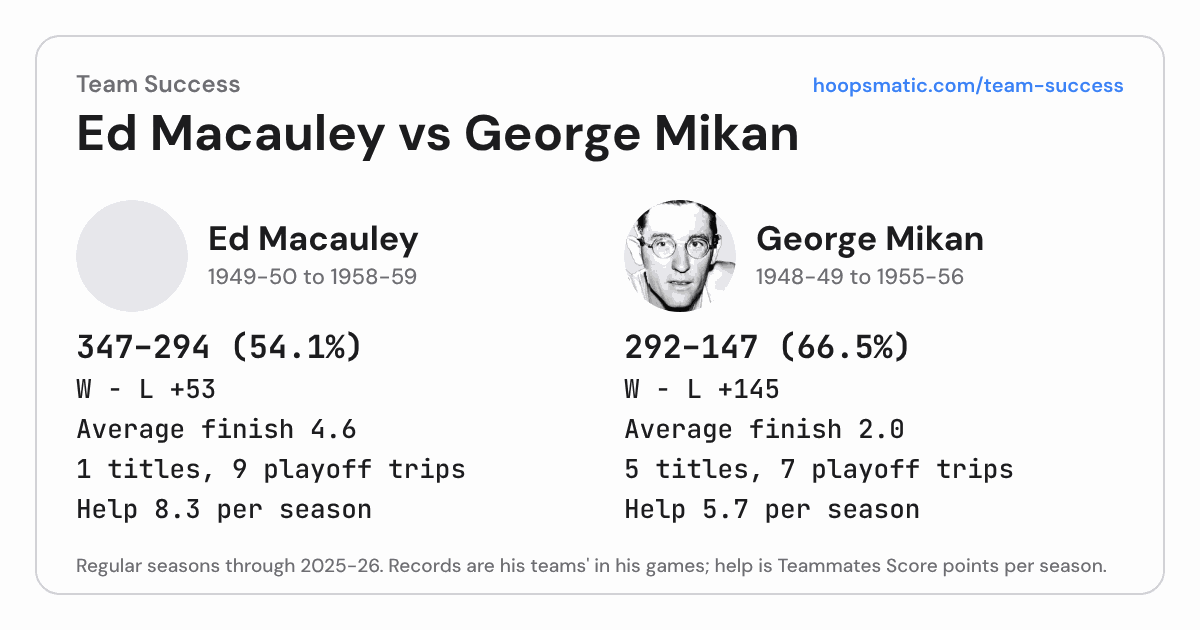 Team Success
hoopsmatic.com/team-success
Ed Macauley vs George Mikan
Ed Macauley
1949-50 to 1958-59
347-294 (54.1%)
W - L +53
Average finish 4.6
1 titles, 9 playoff trips
Help 8.3 per season
George Mikan
1948-49 to 1955-56
292-147 (66.5%)
W - L +145
Average finish 2.0
5 titles, 7 playoff trips
Help 5.7 per season
Regular seasons through 2025-26. Records are his teams' in his games; help is Teammates Score points per season.